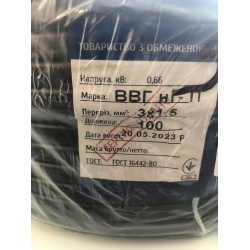 ТОВАРИСТВО З ОБМЕЖЕНОЮ
Напруга, кВ: 0,66
Марка: ВВГ нг-П
Переріз, мм²: 3х1.5
Довжина: 100
Дата виготов 20.05.2023 р
Маса брутто/нетто:
ГОСТ: ГОСТ 16442-80